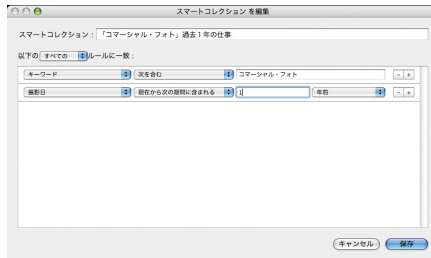 スマートコレクション を編集
スマートコレクション：「コマーシャル・フォト」過去１年の仕事
以下の すべての ルールに一致：
キーワード 次を含む コマーシャル・フォト - +
撮影日 現在から次の期間に含まれる 1 年前 - +
キャンセル 保存